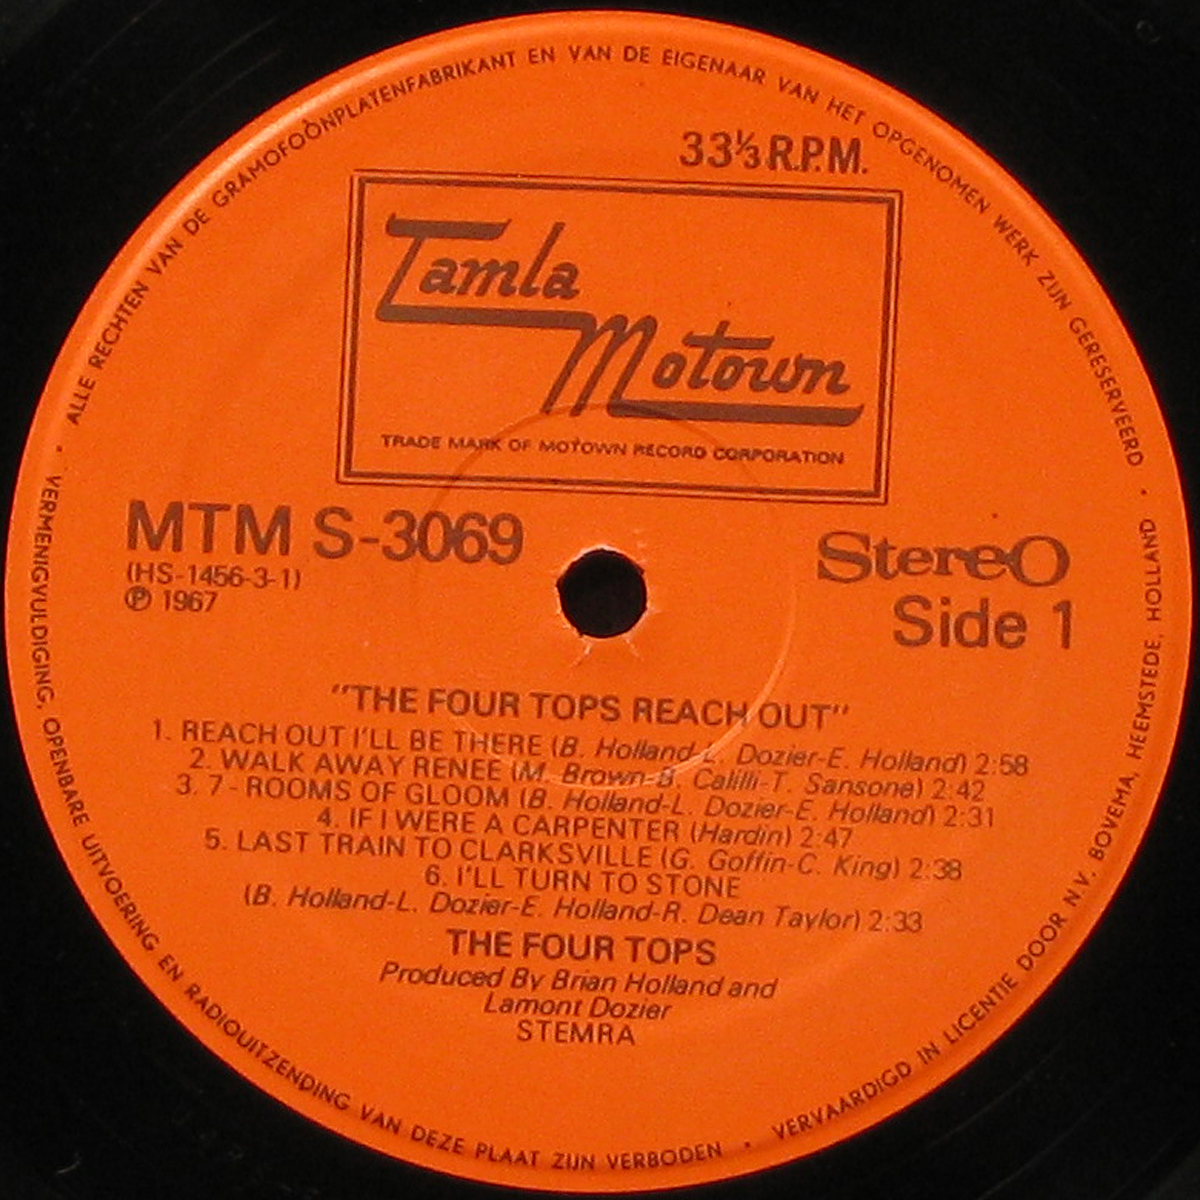 ALLE RECHTEN VAN DE GRAMOFOONPLATENFABRIKANT EN VAN DE EIGENAAR VAN HET OPGENOMEN WERK ZIJN GERESERVEERD ·
33⅓ R.P.M.
Tamla
Motown
TRADE MARK OF MOTOWN RECORD CORPORATION
MTM S-3069
(HS-1456-3-1)
℗ 1967
Stereo
Side 1
"THE FOUR TOPS REACH OUT"
1. REACH OUT I'LL BE THERE (B. Holland-L. Dozier-E. Holland) 2:58
2. WALK AWAY RENEE (M. Brown-B. Calilli-T. Sansone) 2:42
3. 7 - ROOMS OF GLOOM (B. Holland-L. Dozier-E. Holland) 2:31
4. IF I WERE A CARPENTER (Hardin) 2:47
5. LAST TRAIN TO CLARKSVILLE (G. Goffin-C. King) 2:38
6. I'LL TURN TO STONE
(B. Holland-L. Dozier-E. Holland-R. Dean Taylor) 2:33
THE FOUR TOPS
Produced By Brian Holland and
Lamont Dozier
STEMRA
· VERMENIGVULDIGING, OPENBARE UITVOERING EN RADIOUITZENDING VAN DEZE PLAAT ZIJN VERBODEN ·
VERVAARDIGD IN LICENTIE DOOR N.V. BOVEMA, HEEMSTEDE, HOLLAND